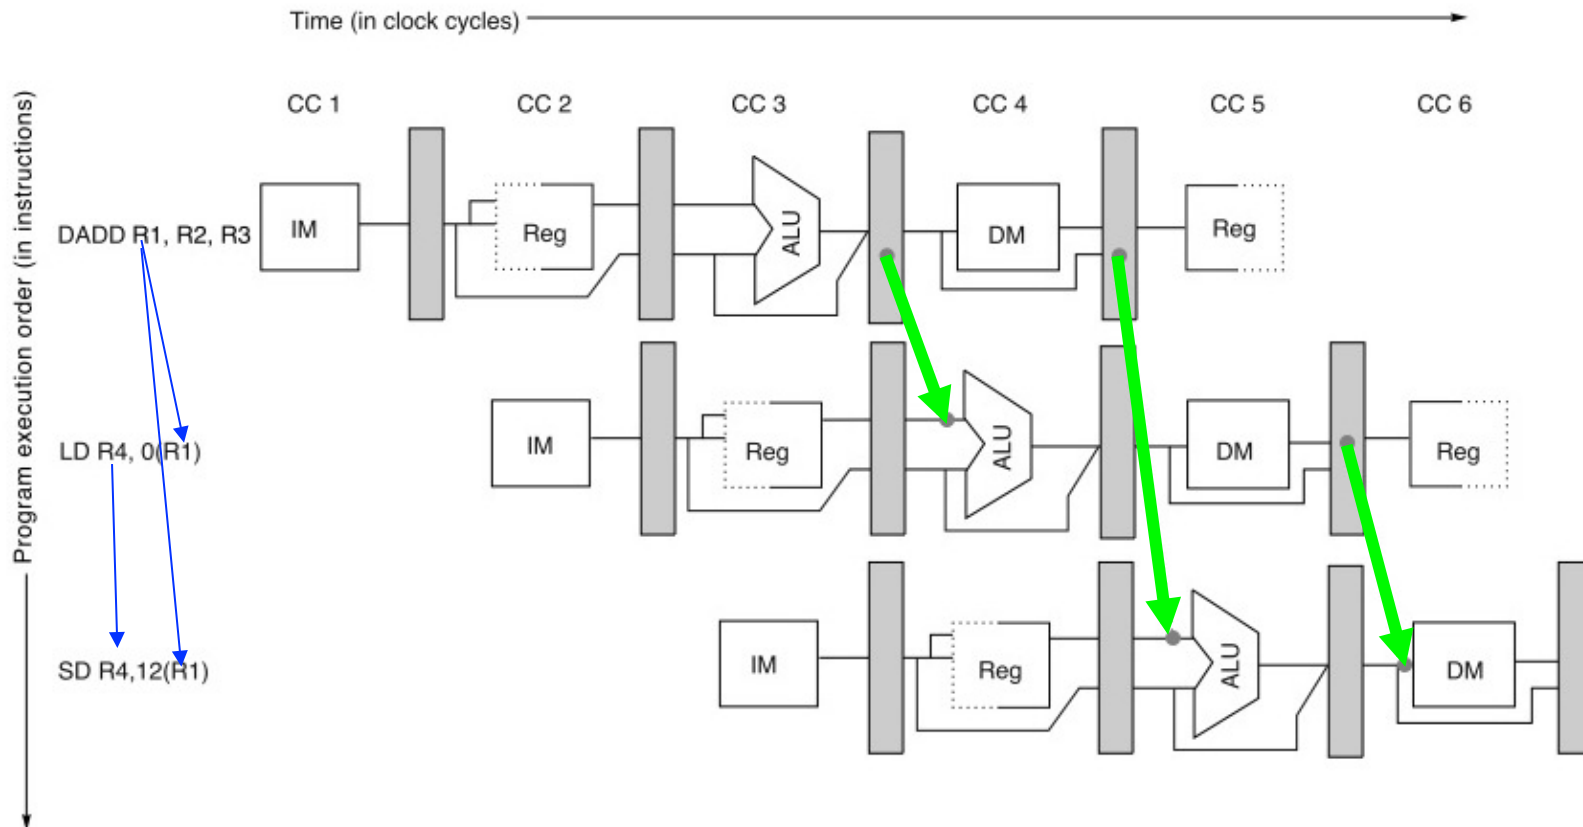 Time (in clock cycles)
Program execution order (in instructions)
CC 1 CC 2 CC 3 CC 4 CC 5 CC 6
DADD R1, R2, R3 IM Reg ALU DM Reg
LD R4, 0(R1) IM Reg ALU DM Reg
SD R4,12(R1) IM Reg ALU DM